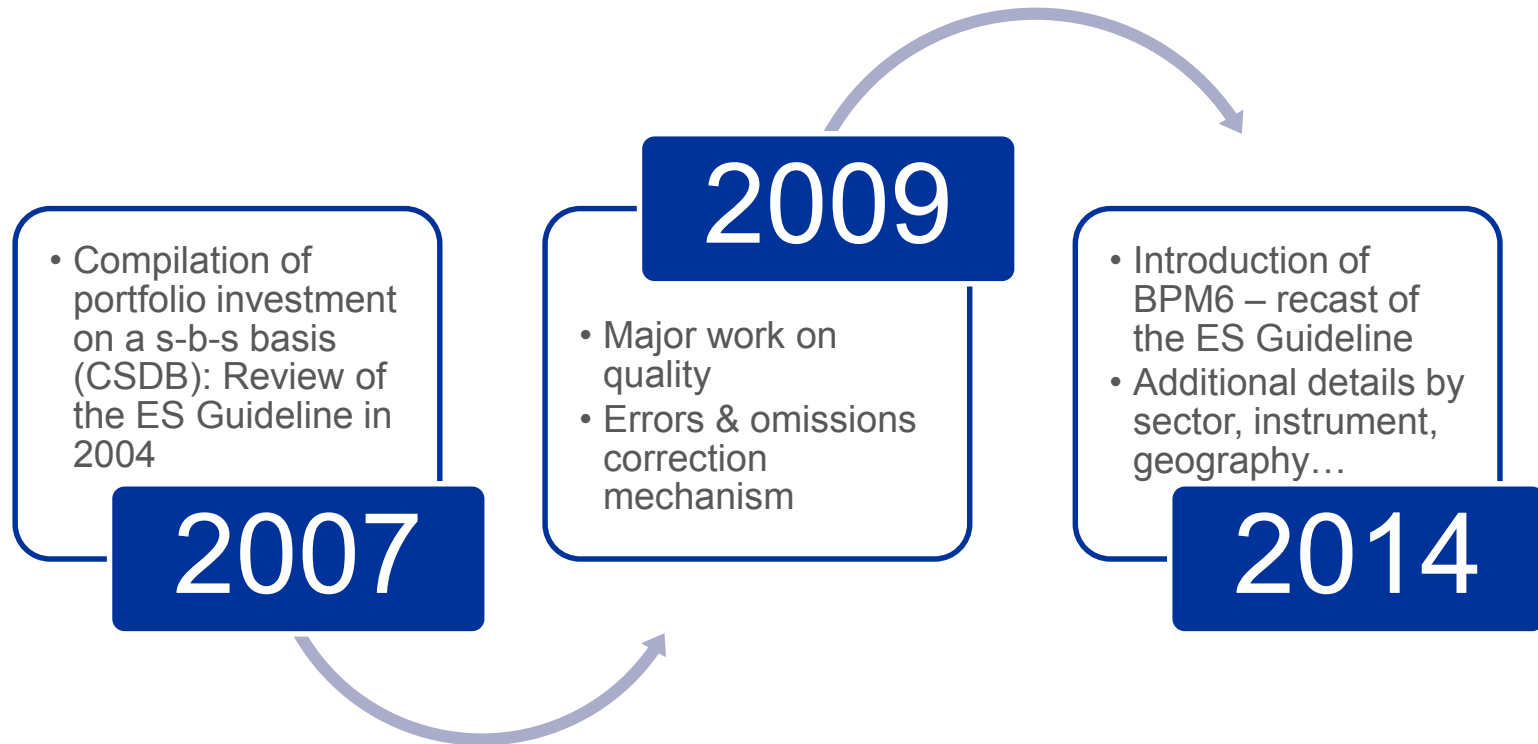 • Compilation of
portfolio investment
on a s-b-s basis
(CSDB): Review of
the ES Guideline in
2004
2007
2009
• Major work on
quality
• Errors & omissions
correction
mechanism
• Introduction of
BPM6 – recast of
the ES Guideline
• Additional details by
sector, instrument,
geography…
2014